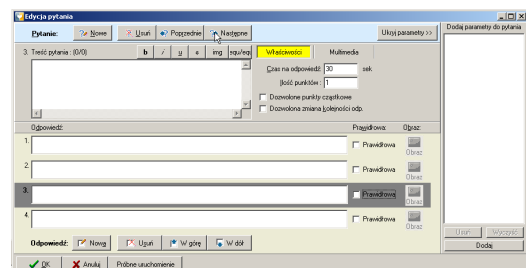 Edycja pytania
Pytanie: Nowe Usuń Poprzednie Następne Ukryj parametry >> Dodaj parametry do pytania
3. Treść pytania : (0/0) b i u s img equ/eqi Właściwości Multimedia
Czas na odpowiedź: 30 sek
Ilość punktów : 1
Dozwolone punkty cząstkowe
Dozwolona zmiana kolejności odp.
Odpowiedź: Prawidłowa: Obraz:
1. Prawidłowa Obraz
2. Prawidłowa Obraz
3. Prawidłowa Obraz
4. Prawidłowa Obraz
Odpowiedź: Nowa Usuń W górę W dół Usuń Wyczyść
Dodaj
OK Anuluj Próbne uruchomienie